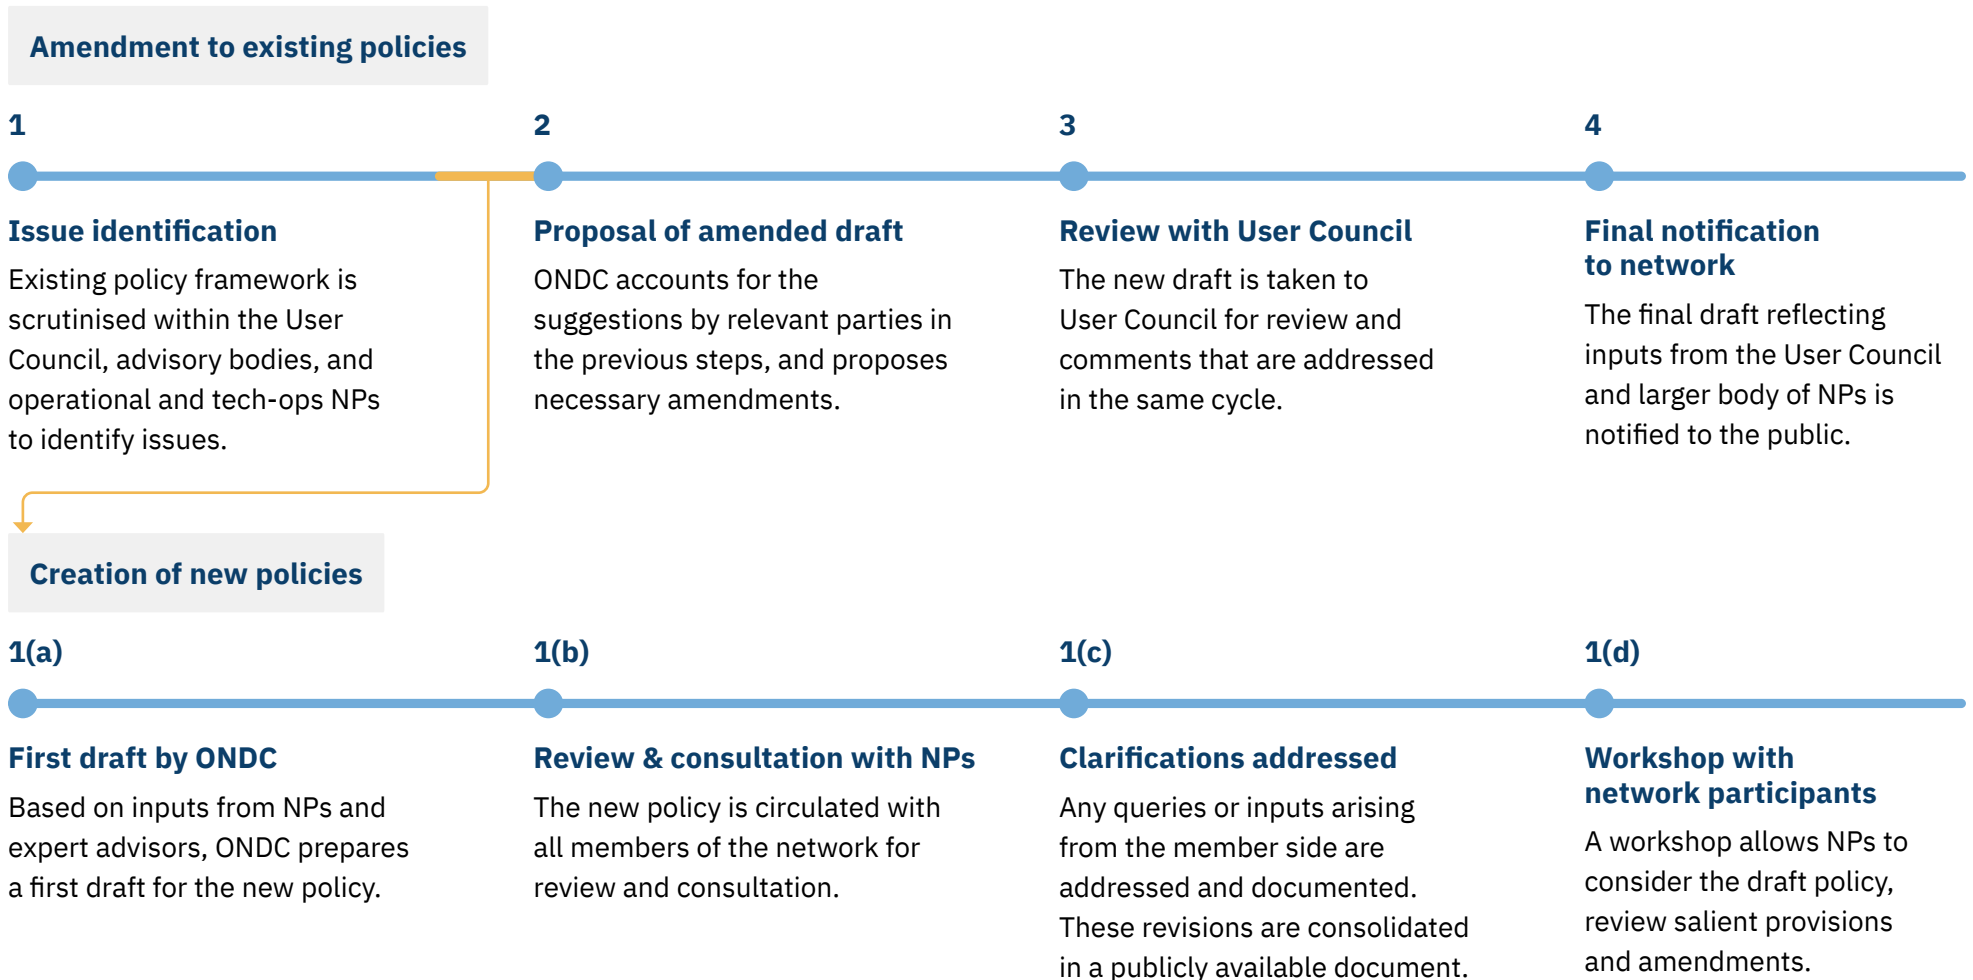 Amendment to existing policies
1
2
3
4
Issue identification
Existing policy framework is
scrutinised within the User
Council, advisory bodies, and
operational and tech-ops NPs
to identify issues.
Proposal of amended draft
ONDC accounts for the
suggestions by relevant parties in
the previous steps, and proposes
necessary amendments.
Review with User Council
The new draft is taken to
User Council for review and
comments that are addressed
in the same cycle.
Final notification
to network
The final draft reflecting
inputs from the User Council
and larger body of NPs is
notified to the public.
Creation of new policies
1(a)
1(b)
1(c)
1(d)
First draft by ONDC
Based on inputs from NPs and
expert advisors, ONDC prepares
a first draft for the new policy.
Review & consultation with NPs
The new policy is circulated with
all members of the network for
review and consultation.
Clarifications addressed
Any queries or inputs arising
from the member side are
addressed and documented.
These revisions are consolidated
in a publicly available document.
Workshop with
network participants
A workshop allows NPs to
consider the draft policy,
review salient provisions
and amendments.